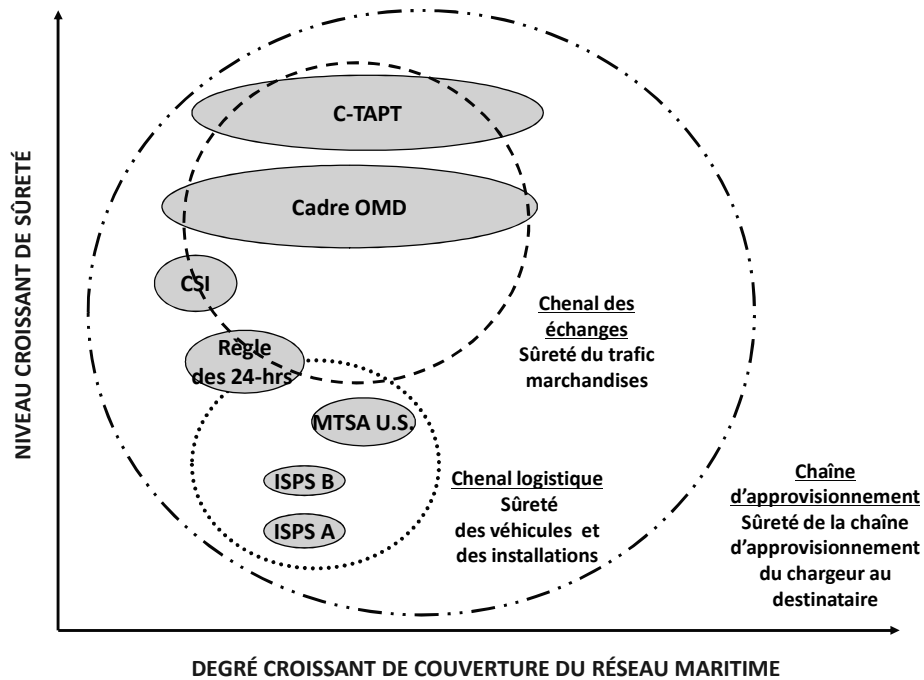 NIVEAU CROISSANT DE SÛRETÉ
C-TAPT
Cadre OMD
CSI
Règle
des 24-hrs
MTSA U.S.
ISPS B
ISPS A
Chenal des
échanges
Sûreté du trafic
marchandises
Chenal logistique
Sûreté
des véhicules et
des installations
Chaîne
d’approvisionnement
Sûreté de la chaîne
d’approvisionnement
du chargeur au
destinataire
DEGRÉ CROISSANT DE COUVERTURE DU RÉSEAU MARITIME